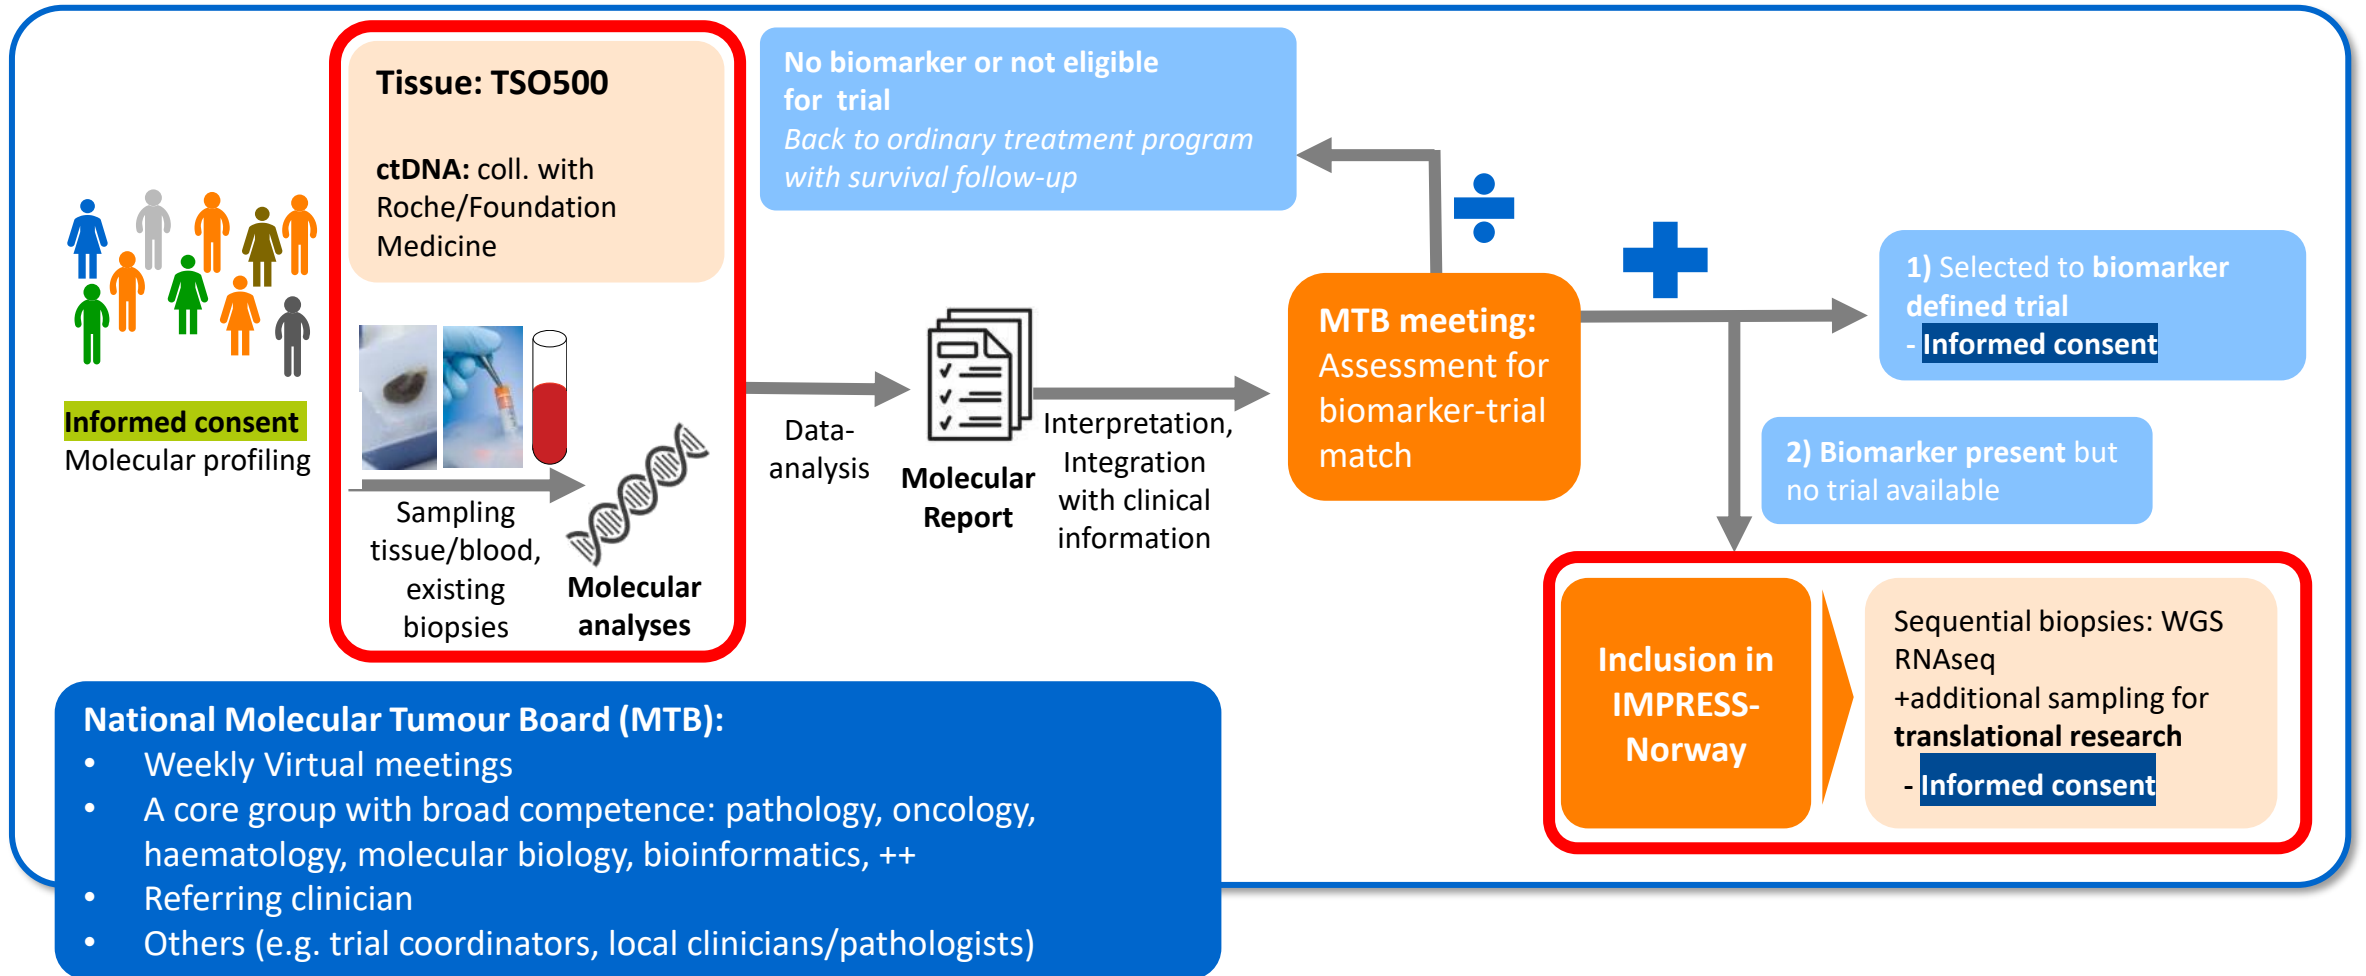 Informed consent
Molecular profiling
Tissue: TSO500
ctDNA: coll. with
Roche/Foundation
Medicine
Sampling
tissue/blood,
existing
biopsies
Molecular
analyses
Data-
analysis
Molecular
Report
Interpretation,
Integration
with clinical
information
No biomarker or not eligible
for trial
Back to ordinary treatment program
with survival follow-up
MTB meeting:
Assessment for
biomarker-trial
match
1) Selected to biomarker
defined trial
- Informed consent
2) Biomarker present but
no trial available
Inclusion in
IMPRESS-
Norway
Sequential biopsies: WGS
RNAseq
+additional sampling for
translational research
- Informed consent
National Molecular Tumour Board (MTB):
• Weekly Virtual meetings
• A core group with broad competence: pathology, oncology,
haematology, molecular biology, bioinformatics, ++
• Referring clinician
• Others (e.g. trial coordinators, local clinicians/pathologists)